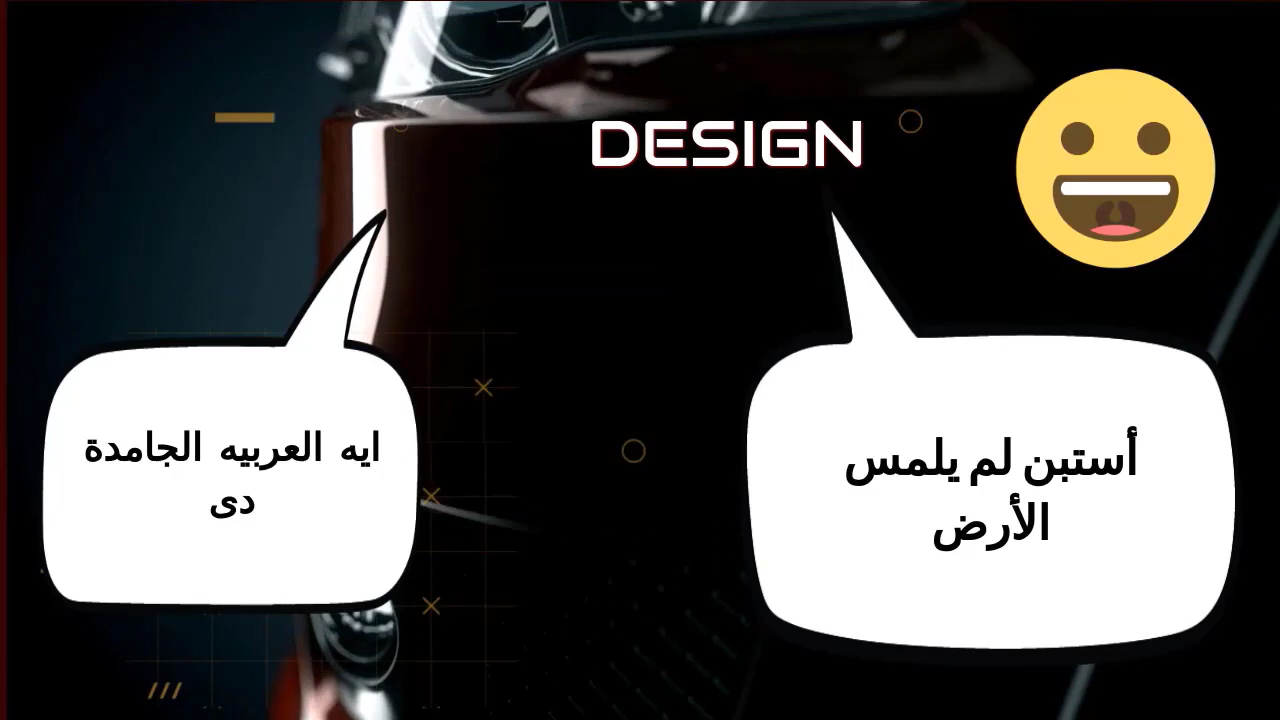 DESIGN
ايه العربيه الجامدة
دى
أستبن لم يلمس
الأرض